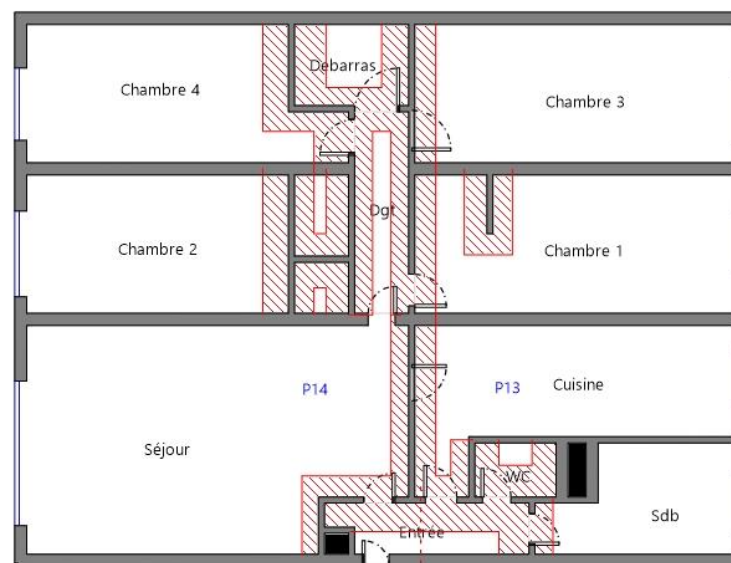 Debarras
Chambre 4
Chambre 3
Dgt
Chambre 2
Chambre 1
P14
P13
Cuisine
Séjour
WC
Sdb
Entrée